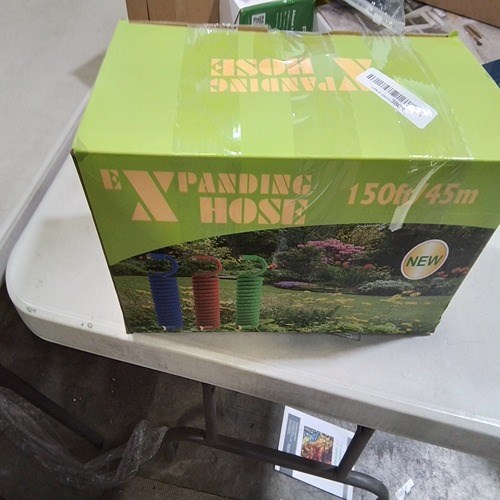 EXPANDING
HOSE
EXPANDING
HOSE
150ft/45m
NEW